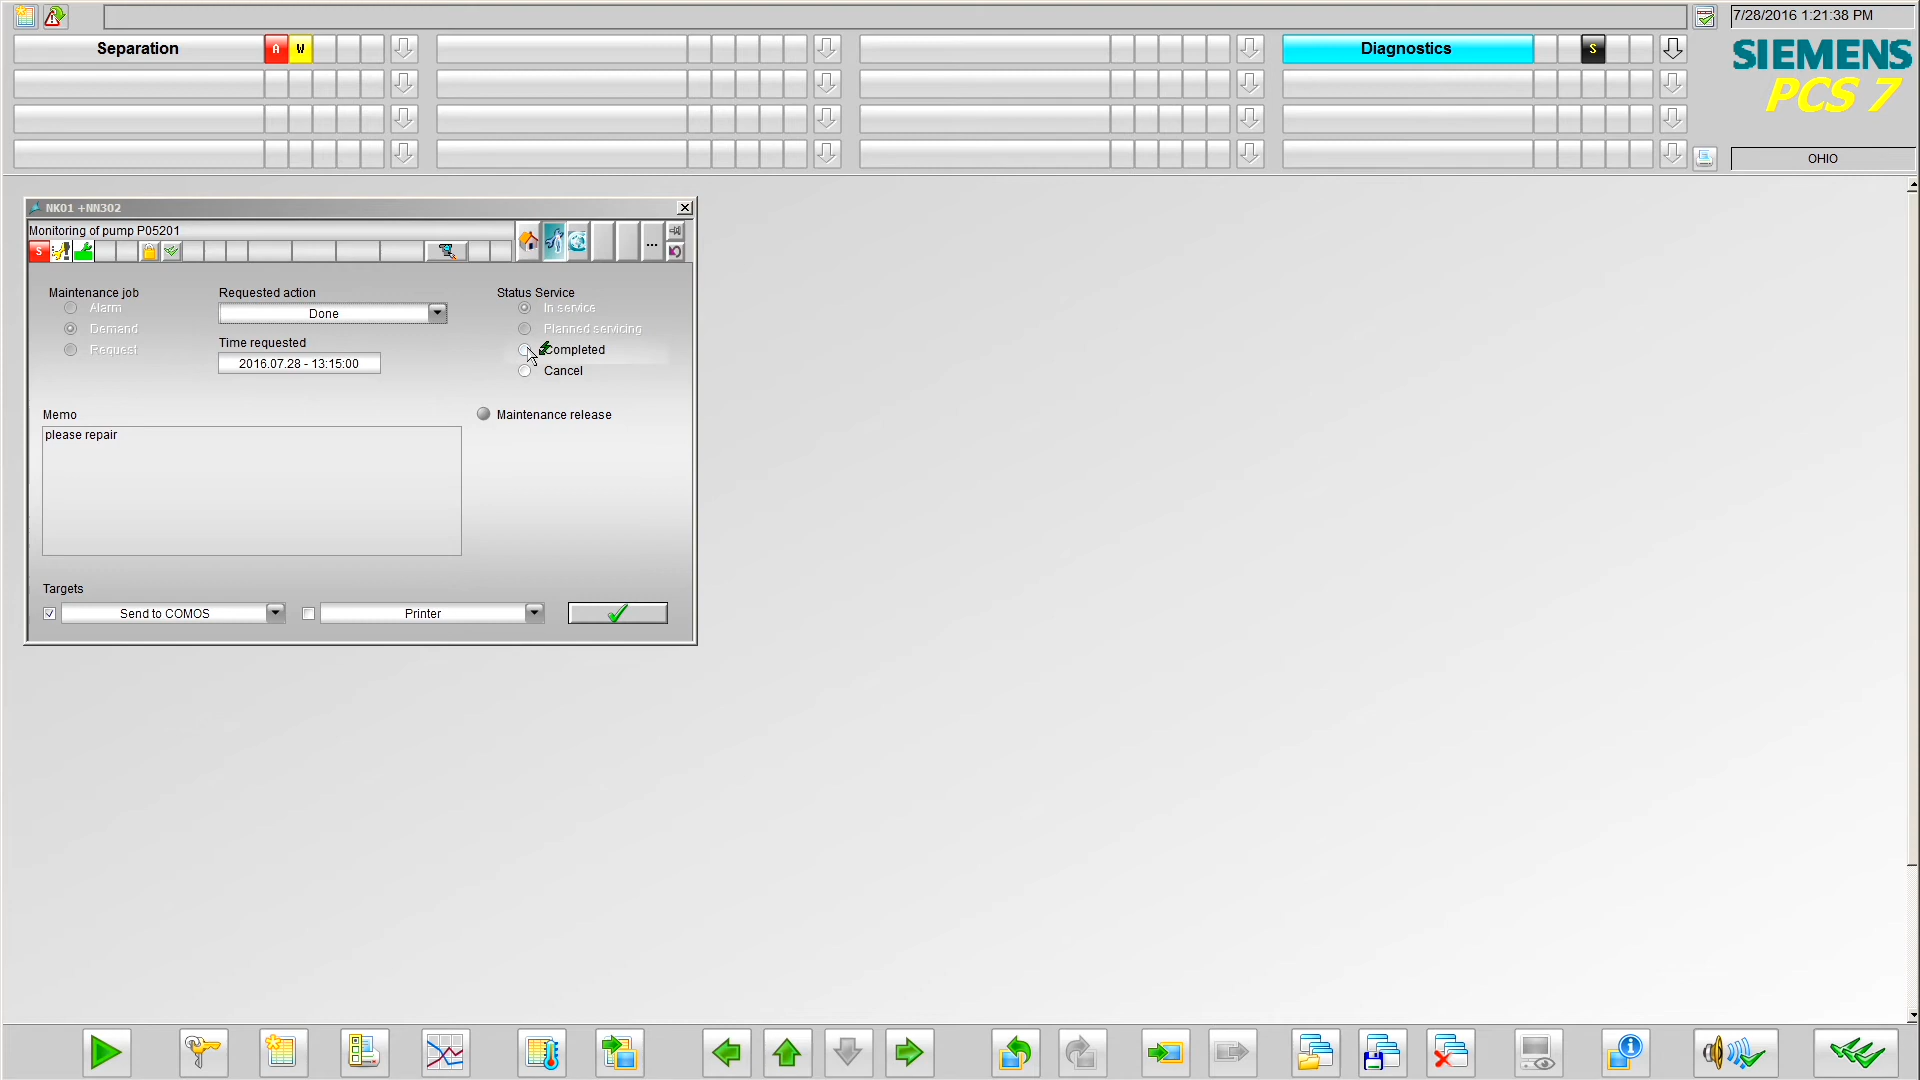 7/28/2016 1:21:38 PM
Separation
A
W
Diagnostics
S
SIEMENS
PCS 7
OHIO
NK01 +NN302
Monitoring of pump P05201
S
...
Maintenance job
Alarm
Demand
Request
Requested action
Done
Time requested
2016.07.28 - 13:15:00
Status Service
In service
Planned servicing
Completed
Cancel
Memo
please repair
Maintenance release
Targets
Send to COMOS
Printer